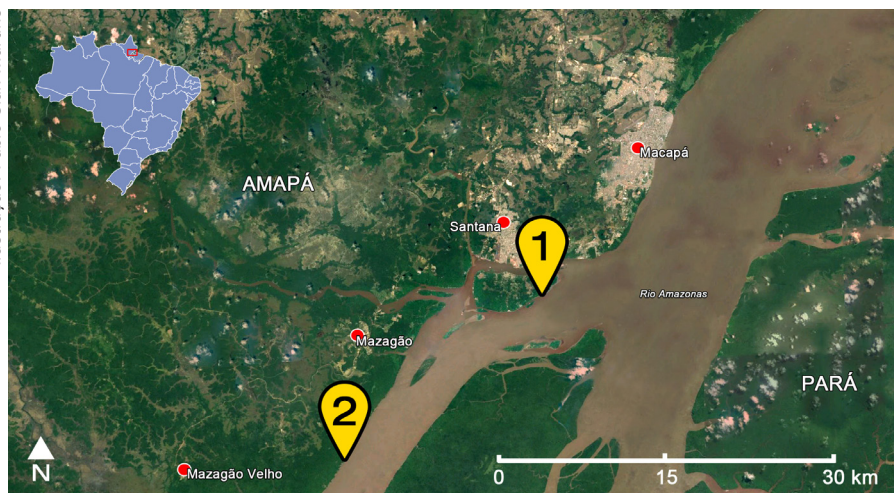 AMAPÁ
Macapá
Santana
1
Rio Amazonas
Mazagão
PARÁ
2
N
Mazagão Velho
0
15
30 km